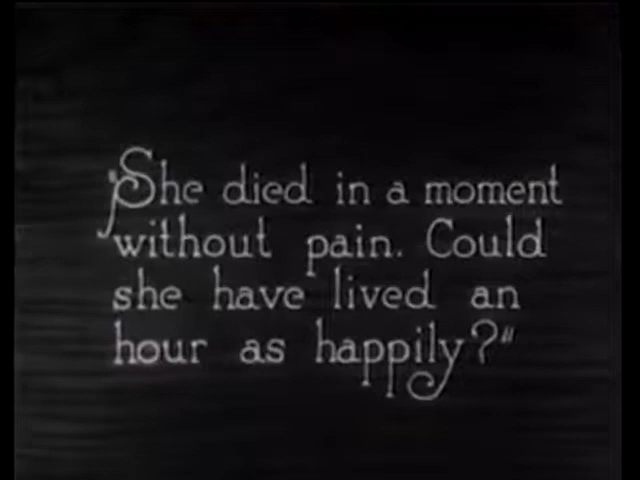 "She died in a moment
without pain. Could
she have lived an
hour as happily?"